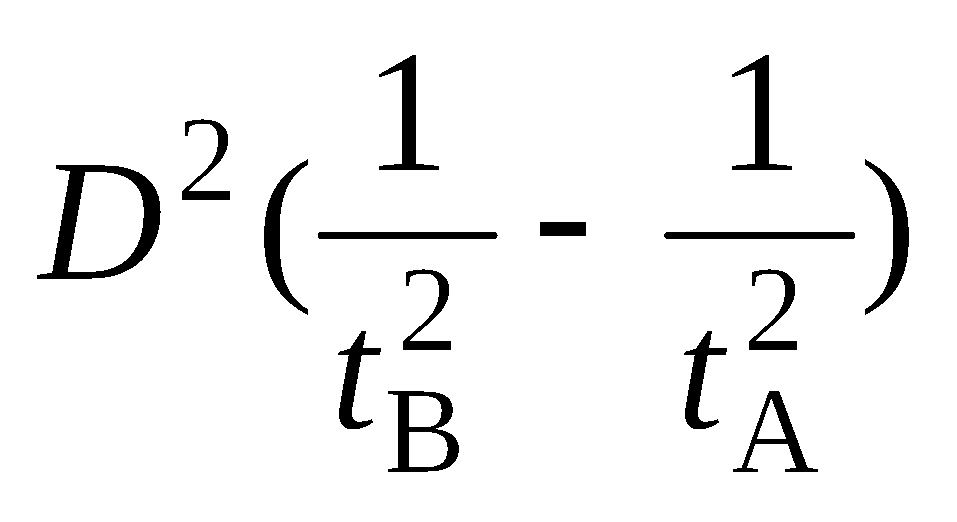 D²(1/t_B² - 1/t_A²)